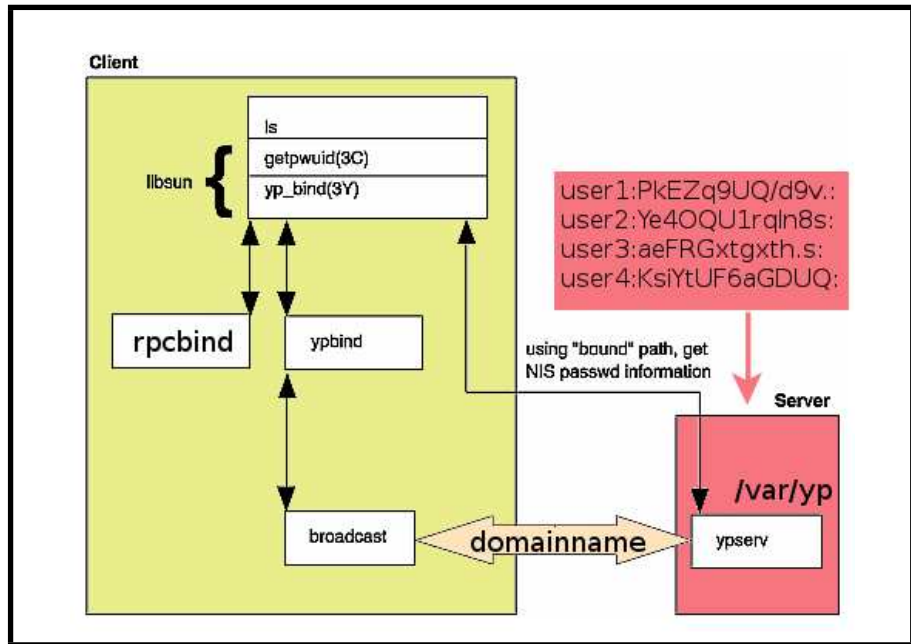 Client
ls
getpwuid(3C)
yp_bind(3Y)
libsun
user1:PkEZq9UQ/d9v.:
user2:Ye4OQU1rqln8s:
user3:aeFRGxtgxth.s:
user4:KsiYtUF6aGDUQ:
rpcbind
ypbind
using "bound" path, get
NIS passwd information
Server
/var/yp
broadcast
domainname
ypserv